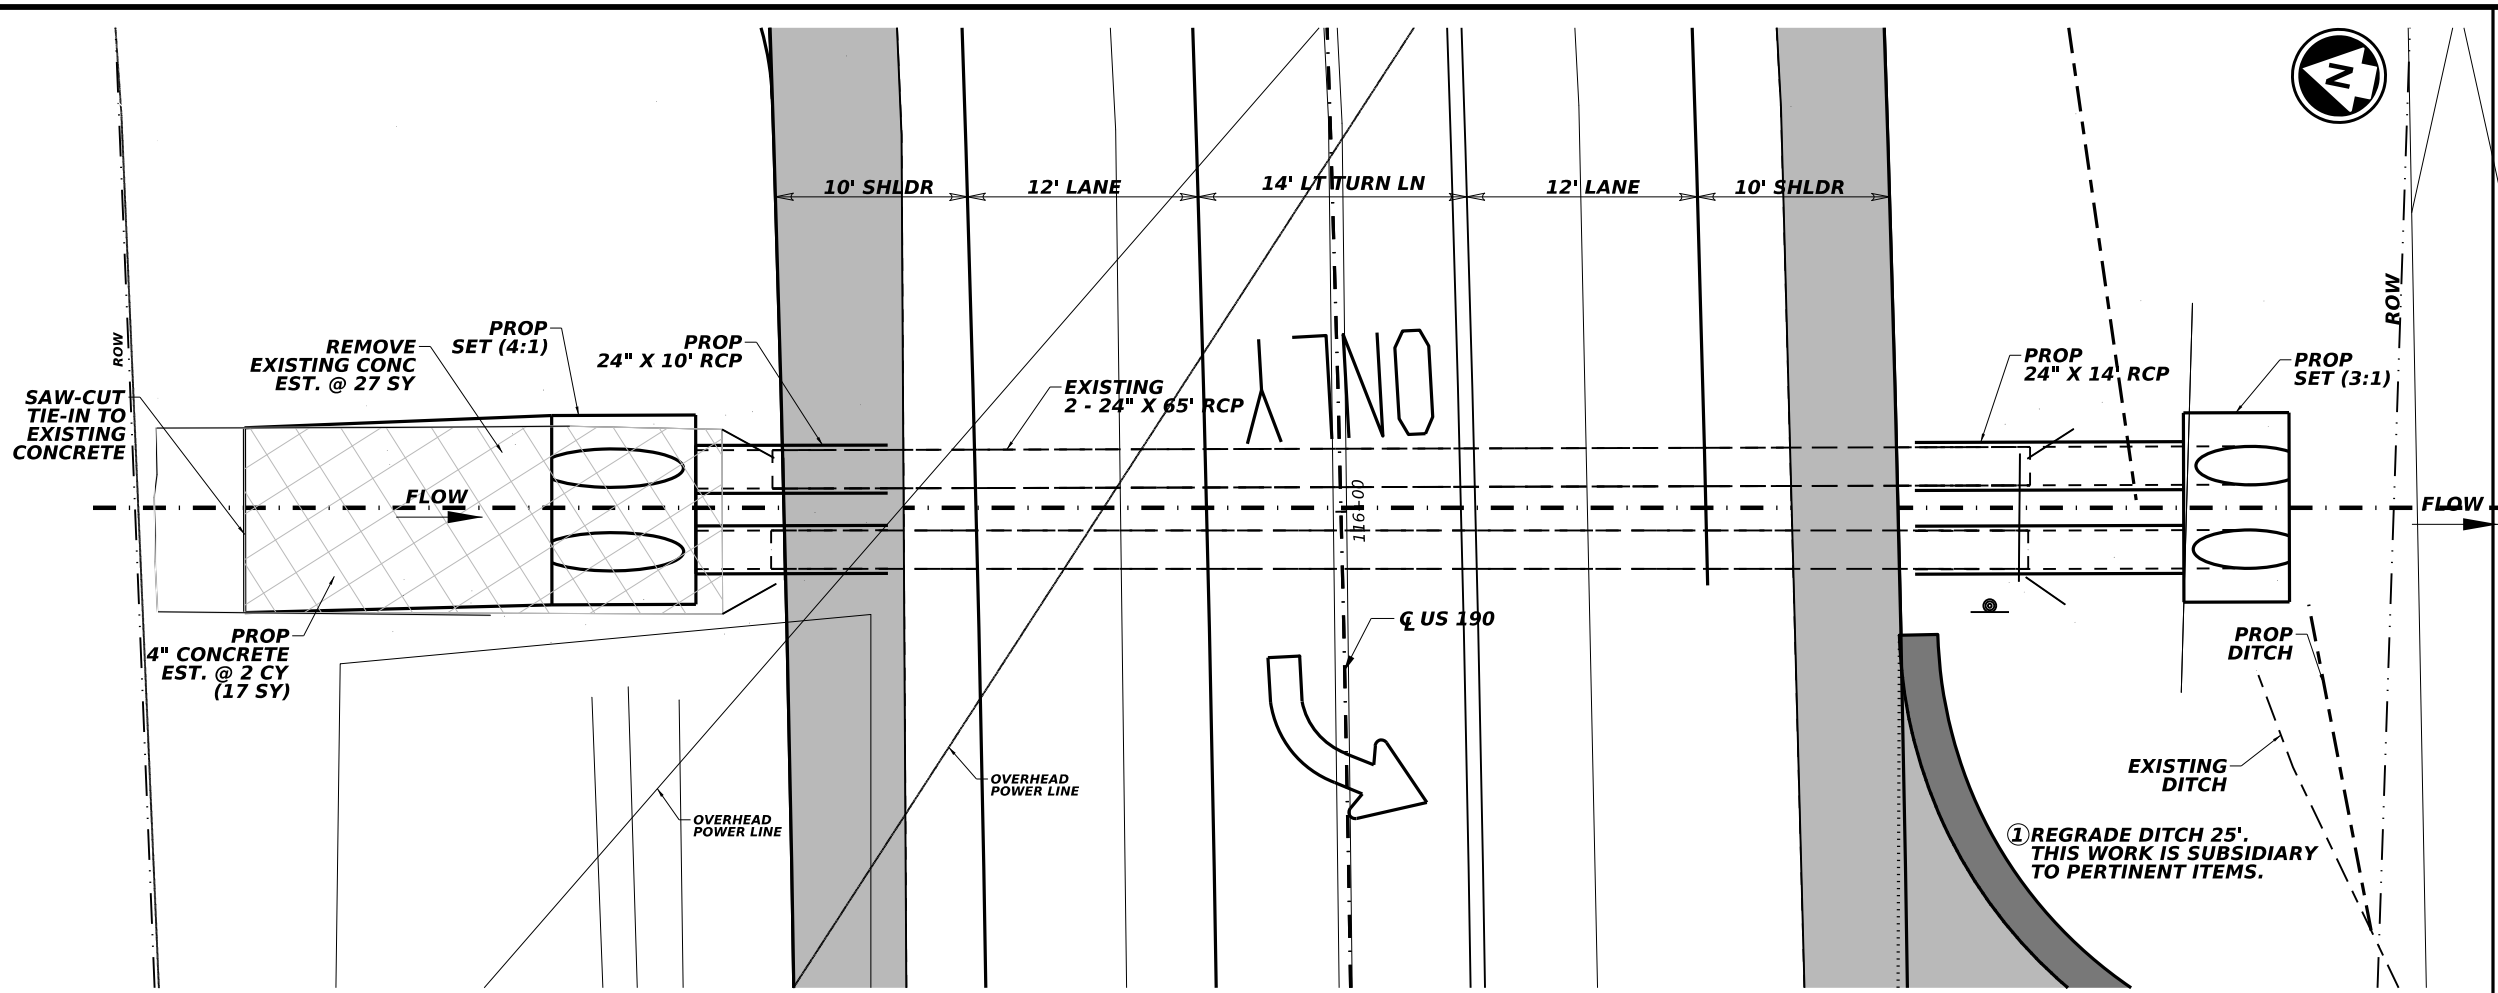 N
10' SHLDR
12' LANE
14' LT TURN LN
12' LANE
10' SHLDR
ROW
ROW
PROP
SET (4:1)
REMOVE
EXISTING CONC
EST. @ 27 SY
PROP
24" X 10' RCP
SAW-CUT
TIE-IN TO
EXISTING
CONCRETE
EXISTING
2 - 24" X 65' RCP
PROP
24" X 14' RCP
PROP
SET (3:1)
FLOW
FLOW
116+00
PROP
4" CONCRETE
EST. @ 2 CY
(17 SY)
℄ US 190
OVERHEAD
POWER LINE
OVERHEAD
POWER LINE
PROP
DITCH
EXISTING
DITCH
1 REGRADE DITCH 25'.
THIS WORK IS SUBSIDIARY
TO PERTINENT ITEMS.